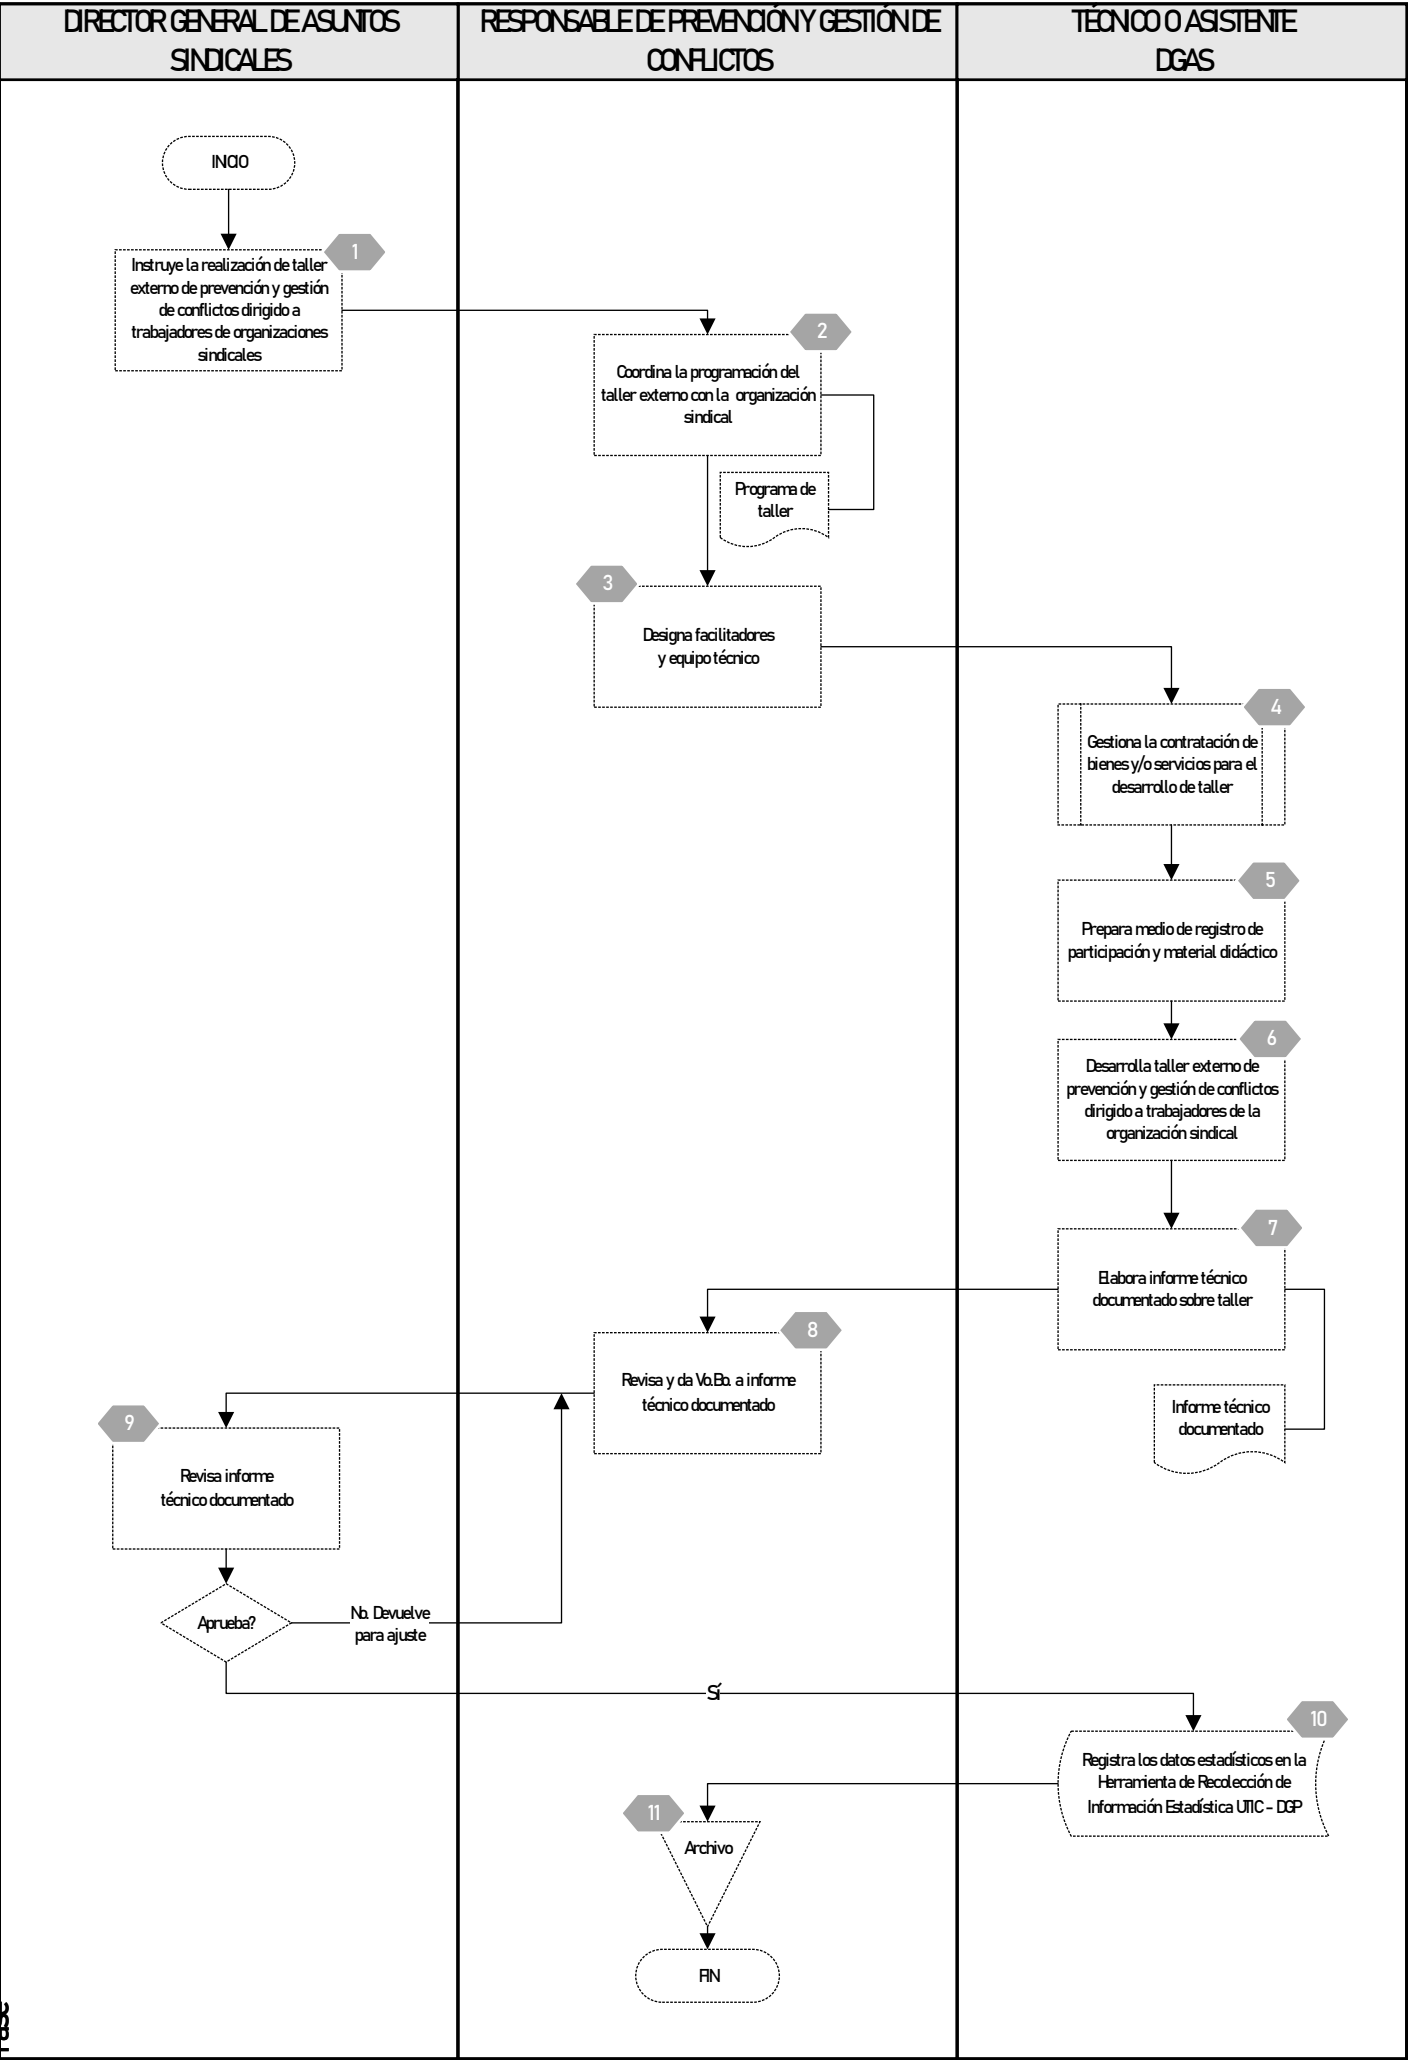 DIRECTOR GENERAL DE ASUNTOS
SINDICALES
RESPONSABLE DE PREVENCIÓN Y GESTIÓN DE
CONFLICTOS
TÉCNICO O ASISTENTE
DGAS
INICIO
1
Instruye la realización de taller
externo de prevención y gestión
de conflictos dirigido a
trabajadores de organizaciones
sindicales
2
Coordina la programación del
taller externo con la organización
sindical
Programa de
taller
3
Designa facilitadores
y equipo técnico
4
Gestiona la contratación de
bienes y/o servicios para el
desarrollo de taller
5
Prepara medio de registro de
participación y material didáctico
6
Desarrolla taller externo de
prevención y gestión de conflictos
dirigido a trabajadores de la
organización sindical
7
Elabora informe técnico
documentado sobre taller
Informe técnico
documentado
8
Revisa y da Vo.Bo. a informe
técnico documentado
9
Revisa informe
técnico documentado
Aprueba?
No. Devuelve
para ajuste
Sí
10
Registra los datos estadísticos en la
Herramienta de Recolección de
Información Estadística UTIC - DGP
11
Archivo
FIN